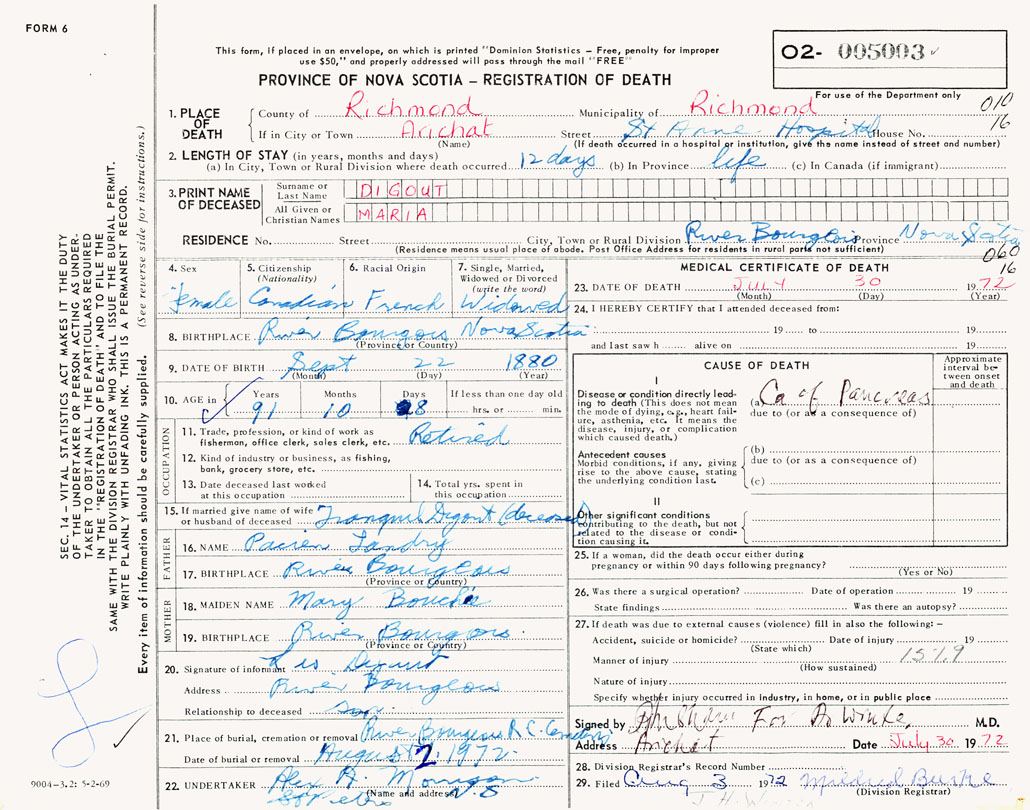 FORM 6
This form, if placed in an envelope, on which is printed "Dominion Statistics – Free, penalty for improper
use $50," and properly addressed will pass through the mail "FREE"
PROVINCE OF NOVA SCOTIA – REGISTRATION OF DEATH
O2- 005003
For use of the Department only
010
16
1. PLACE OF DEATH
County of Richmond Municipality of Richmond
If in City or Town Arichat Street St Anne Hospital House No.
(Name) (If death occurred in a hospital or institution, give the name instead of street and number)
2. LENGTH OF STAY (in years, months and days)
(a) In City, Town or Rural Division where death occurred 12 days (b) In Province life (c) In Canada (if immigrant)
3. PRINT NAME OF DECEASED
Surname or Last Name DIGOUT
All Given or Christian Names MARIA
RESIDENCE No. Street City, Town or Rural Division River Bourgeois Province Nova Scotia
(Residence means usual place of abode. Post Office Address for residents in rural parts not sufficient)
060
16
4. Sex Female
5. Citizenship (Nationality) Canadian
6. Racial Origin French
7. Single, Married, Widowed or Divorced (write the word) Widowed
8. BIRTHPLACE River Bourgois Nova Scotia
(Province or Country)
9. DATE OF BIRTH Sept 22 1880
(Month) (Day) (Year)
10. AGE in Years 91 Months 10 Days 8 If less than one day old hrs. or min.
OCCUPATION
11. Trade, profession, or kind of work as fisherman, office clerk, sales clerk, etc. Retired
12. Kind of industry or business, as fishing, bank, grocery store, etc.
13. Date deceased last worked at this occupation
14. Total yrs. spent in this occupation
15. If married give name of wife or husband of deceased Tranquil Digout (deceased)
FATHER
16. NAME Landry
17. BIRTHPLACE River Bourgeois
(Province or Country)
MOTHER
18. MAIDEN NAME Mary
19. BIRTHPLACE River Bourgois
(Province or Country)
20. Signature of informant Digout
Address River Bourgeois
Relationship to deceased son
21. Place of burial, cremation or removal River Bourgeois R.C. Cemetery
Date of burial or removal August 2, 1972
22. UNDERTAKER Alex A. Morrison
(Name and address) St Peters N.S
MEDICAL CERTIFICATE OF DEATH
23. DATE OF DEATH JULY 30 1972
(Month) (Day) (Year)
24. I HEREBY CERTIFY that I attended deceased from:
19 to 19
and last saw h alive on 19
CAUSE OF DEATH
Approximate interval between onset and death
I
Disease or condition directly leading to death (This does not mean the mode of dying, e.g., heart failure, asthenia, etc. It means the disease, injury, or complication which caused death.)
(a) Ca of Pancreas
due to (or as a consequence of)
Antecedent causes
Morbid conditions, if any, giving rise to the above cause, stating the underlying condition last.
(b)
due to (or as a consequence of)
(c)
II
Other significant conditions
contributing to the death, but not related to the disease or condition causing it.
25. If a woman, did the death occur either during pregnancy or within 90 days following pregnancy?
(Yes or No)
26. Was there a surgical operation? Date of operation 19
State findings Was there an autopsy?
27. If death was due to external causes (violence) fill in also the following: –
Accident, suicide or homicide? Date of injury 19
(State which)
Manner of injury 157.9
(How sustained)
Nature of injury
Specify whether injury occurred in industry, in home, or in public place
Signed by For Dr M.D.
Address Arichat Date July 30 1972
28. Division Registrar's Record Number
29. Filed Aug 3 1972 Mildred Burke
(Division Registrar)
SEC. 14 – VITAL STATISTICS ACT MAKES IT THE DUTY
OF THE UNDERTAKER OR PERSON ACTING AS UNDER-
TAKER TO OBTAIN ALL THE PARTICULARS REQUIRED
IN THE "REGISTRATION OF DEATH" AND TO FILE THE
SAME WITH THE DIVISION REGISTRAR WHO SHALL ISSUE THE BURIAL PERMIT.
WRITE PLAINLY WITH UNFADING INK. THIS IS A PERMANENT RECORD.
Every item of information should be carefully supplied. (See reverse side for instructions.)
9004-3.2: 5-2-69